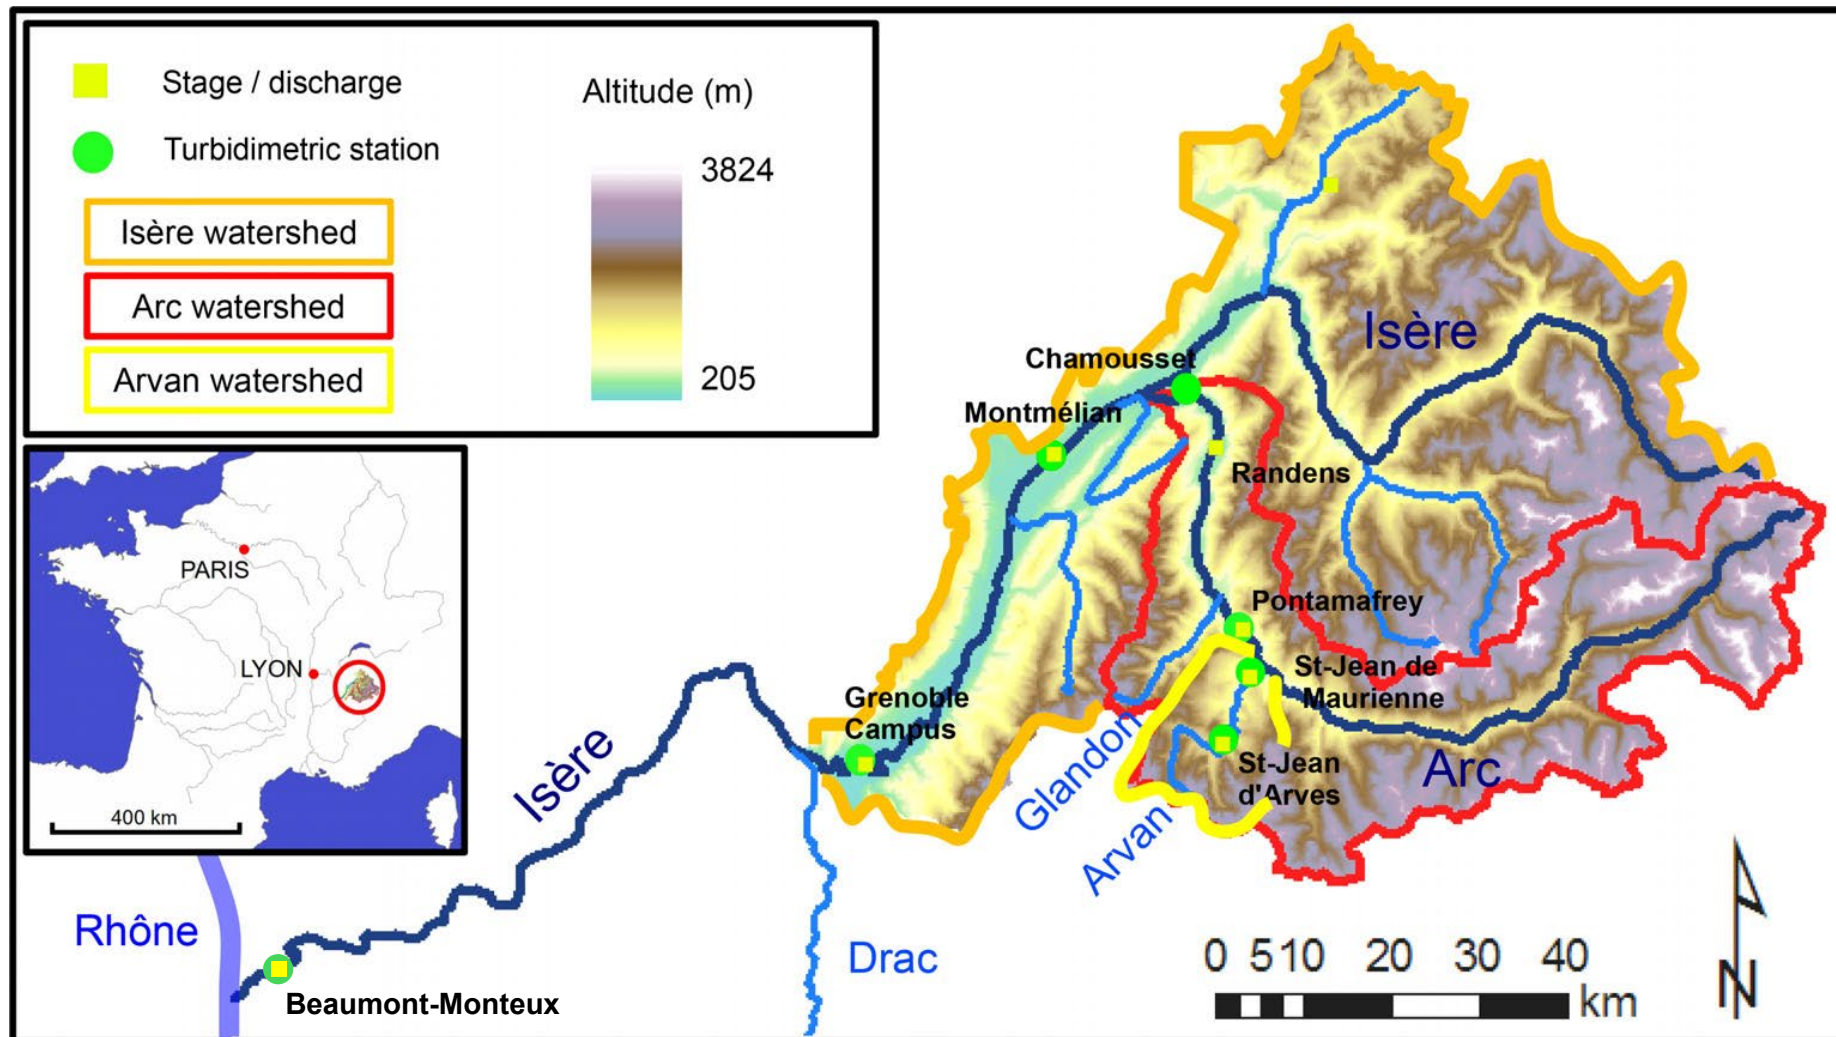 Stage / discharge
Turbidimetric station
Isère watershed
Arc watershed
Arvan watershed
Altitude (m)
3824
205
PARIS
LYON
400 km
Isère
Chamousset
Montmélian
Randens
Pontamafrey
St-Jean de
Maurienne
Grenoble
Campus
St-Jean
d'Arves
Arc
Glandon
Arvan
Isère
Rhône
Drac
Beaumont-Monteux
0 5 10 20 30 40
km
N